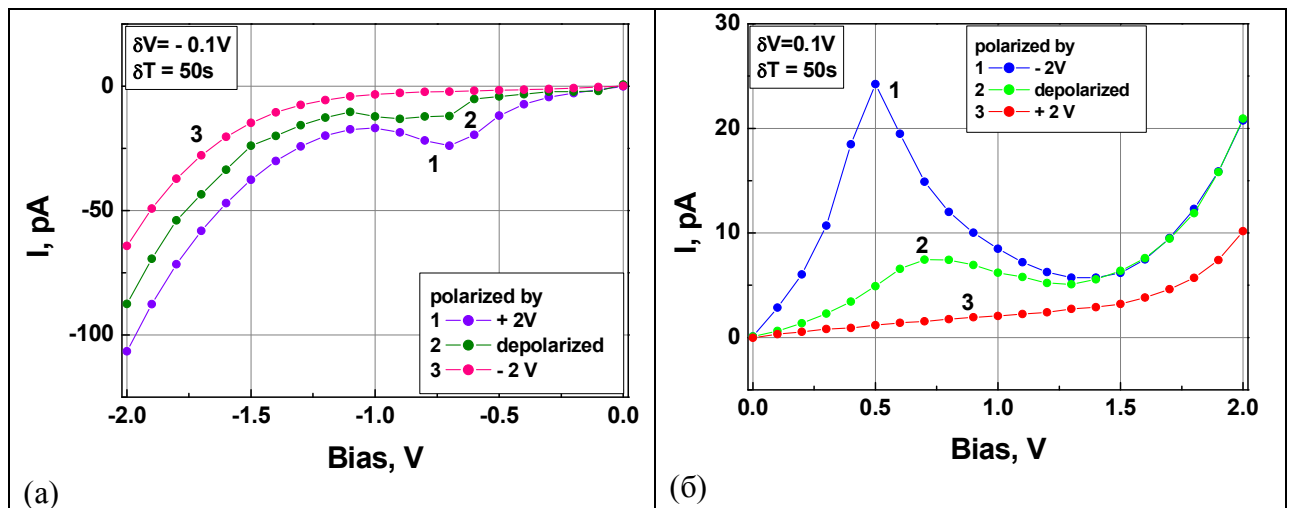 δV= - 0.1V
δT = 50s
I, pA
0
-50
-100
3
2
1
polarized by
1 + 2V
2 depolarized
3 - 2 V
-2.0 -1.5 -1.0 -0.5 0.0
Bias, V
(а)
δV=0.1V
δT = 50s
polarized by
1 - 2V
2 depolarized
3 + 2 V
I, pA
30
20
10
0
1
2
3
0.0 0.5 1.0 1.5 2.0
Bias, V
(б)